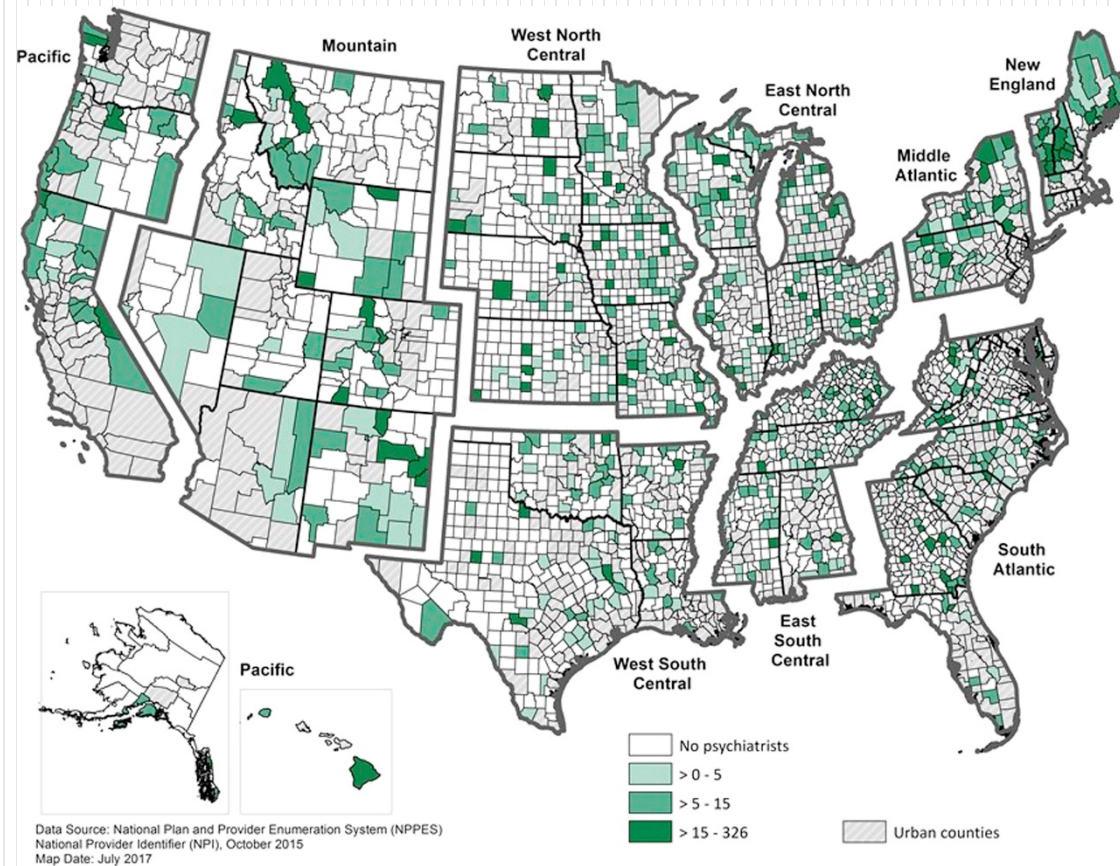 Pacific
Mountain
West North
Central
East North
Central
New
England
Middle
Atlantic
South
Atlantic
East
South
Central
West South
Central
Pacific
No psychiatrists
> 0 - 5
> 5 - 15
> 15 - 326
Urban counties
Data Source: National Plan and Provider Enumeration System (NPPES)
National Provider Identifier (NPI), October 2015
Map Date: July 2017